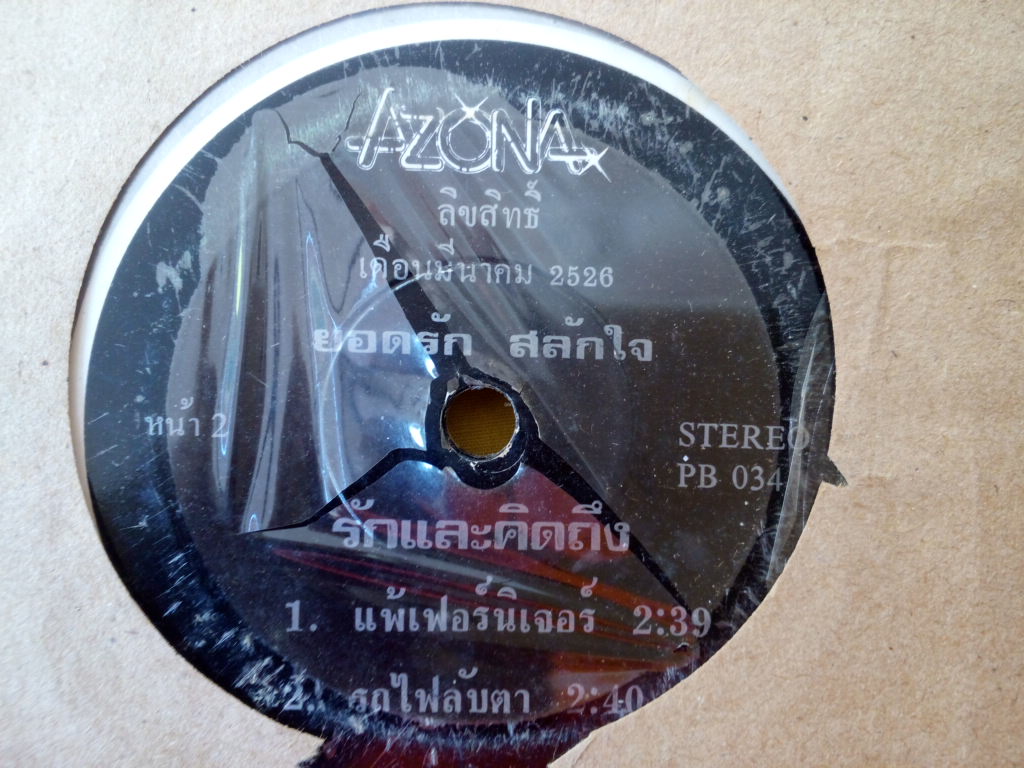 AZONA
ลิขสิทธิ์
เดือนมีนาคม 2526
ยอดรัก สลักใจ
หน้า 2
STEREO
PB 034
รักและคิดถึง
1. แพ้เฟอร์นิเจอร์ 2:39
2. รถไฟลับตา 2:40